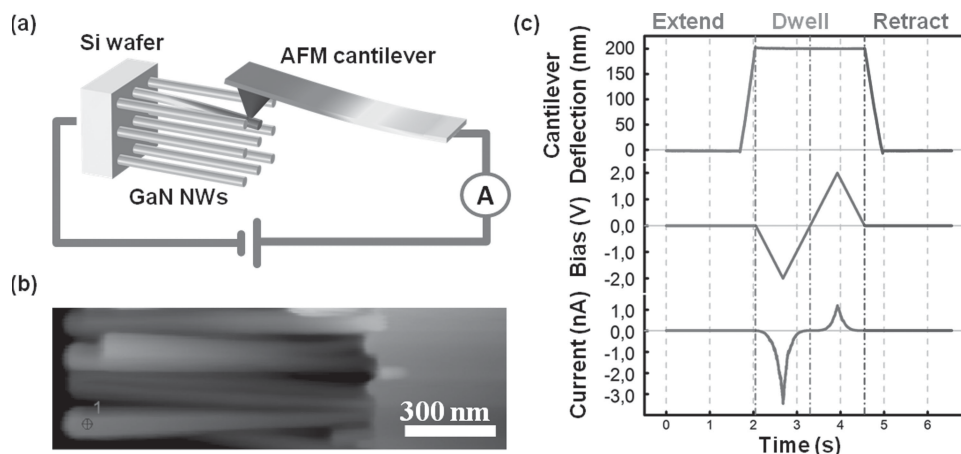 (a)
Si wafer
AFM cantilever
GaN NWs
A
(b)
1
300 nm
(c)
Extend Dwell Retract
Cantilever
Deflection (nm)
200
150
100
50
0
Bias (V)
2,0
1,0
0,0
-1,0
-2,0
Current (nA)
1,0
0,0
-1,0
-2,0
-3,0
0 1 2 3 4 5 6
Time (s)